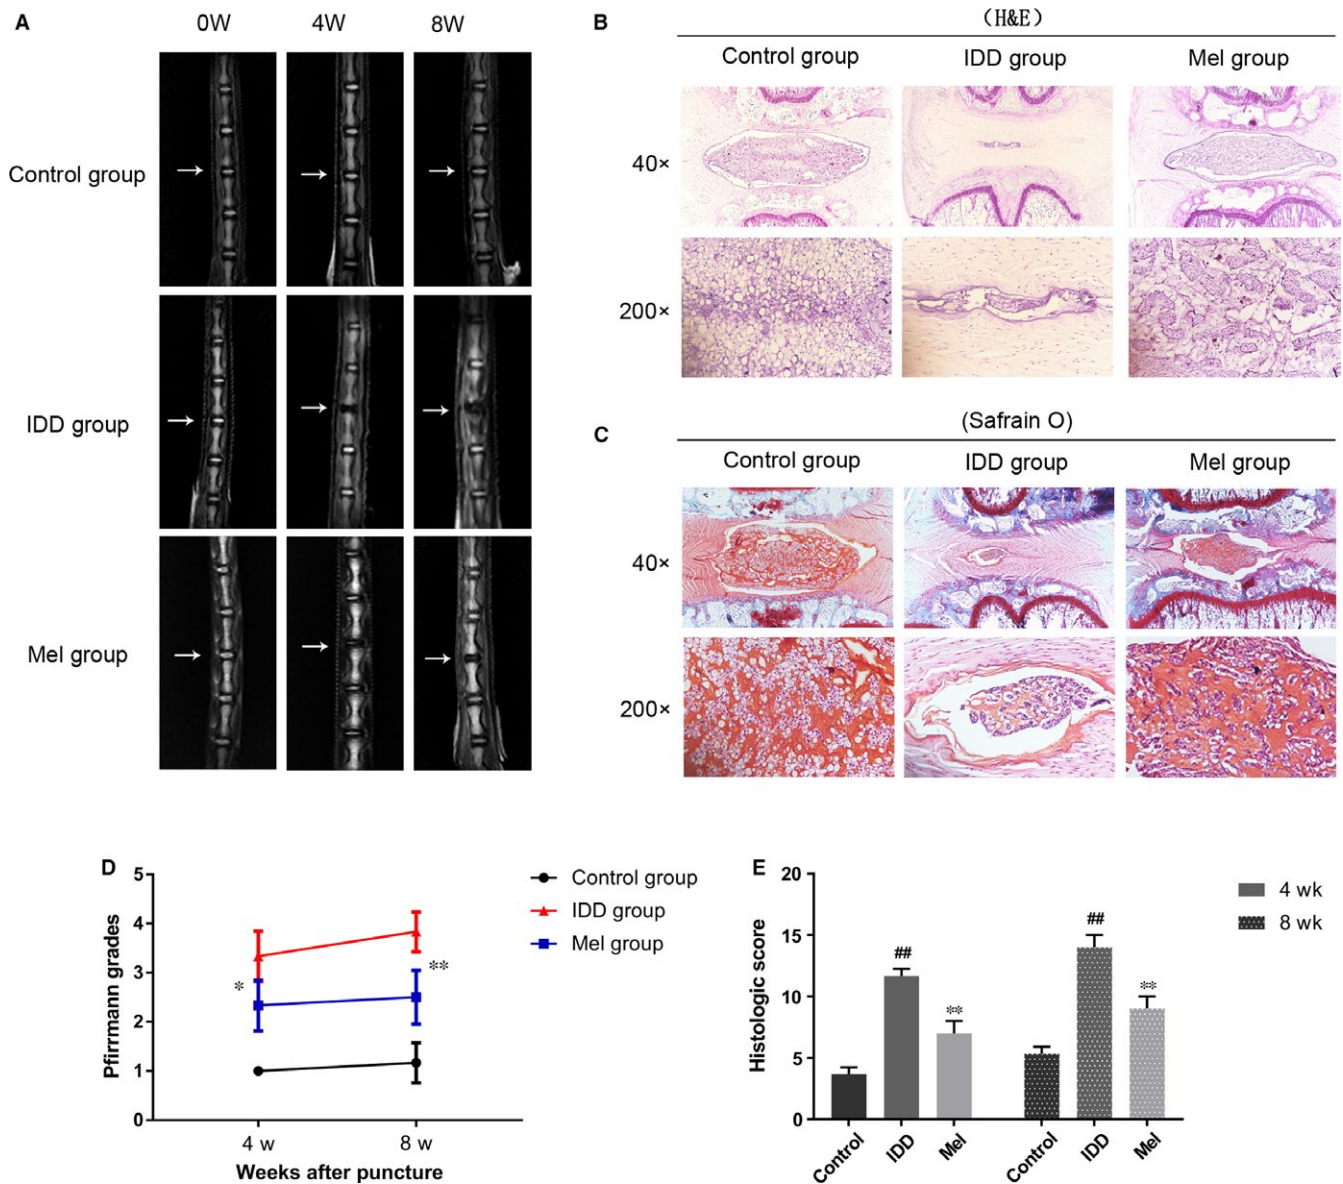 A
0W 4W 8W
Control group
IDD group
Mel group
B
(H&E)
Control group IDD group Mel group
40×
200×
C
(Safrain O)
Control group IDD group Mel group
40×
200×
D
Pfirrmann grades
5
4
3
2
1
0
* **
4 w 8 w
Weeks after puncture
Control group
IDD group
Mel group
E
Histologic score
20
15
10
5
0
## ** ## **
Control IDD Mel Control IDD Mel
4 wk
8 wk